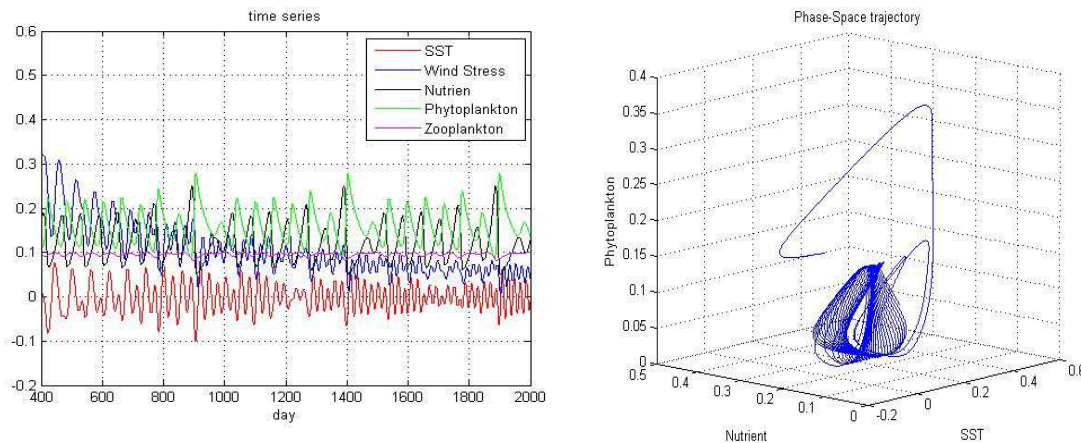 time series
0.6
0.5
0.4
0.3
0.2
0.1
0
-0.1
-0.2
400 600 800 1000 1200 1400 1600 1800 2000
day
SST
Wind Stress
Nutrien
Phytoplankton
Zooplankton
Phase-Space trajectory
0.4
0.35
0.3
0.25
0.2
0.15
0.1
0.05
0
Phytoplankton
0.5 0.4 0.3 0.2 0.1 0
Nutrient
-0.2 0 0.2 0.4 0.6
SST